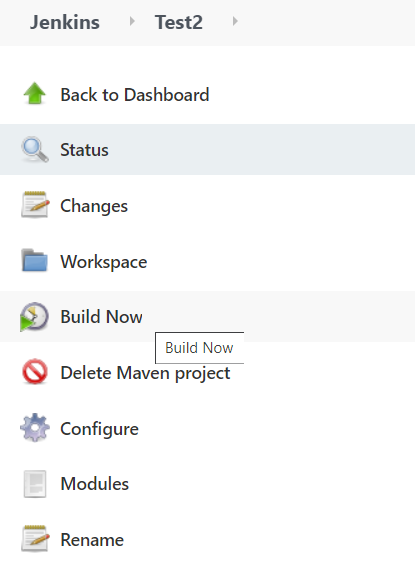 Jenkins Test2
Back to Dashboard
Status
Changes
Workspace
Build Now
Build Now
Delete Maven project
Configure
Modules
Rename